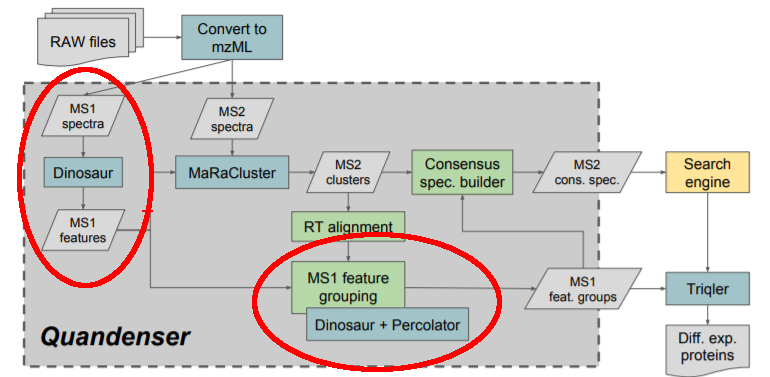 RAW files
Convert to
mzML
MS1
spectra
MS2
spectra
Dinosaur
MaRaCluster
MS2
clusters
Consensus
spec. builder
MS2
cons. spec.
Search
engine
MS1
features
RT alignment
MS1 feature
grouping
Dinosaur + Percolator
MS1
feat. groups
Triqler
Quandenser
Diff. exp.
proteins